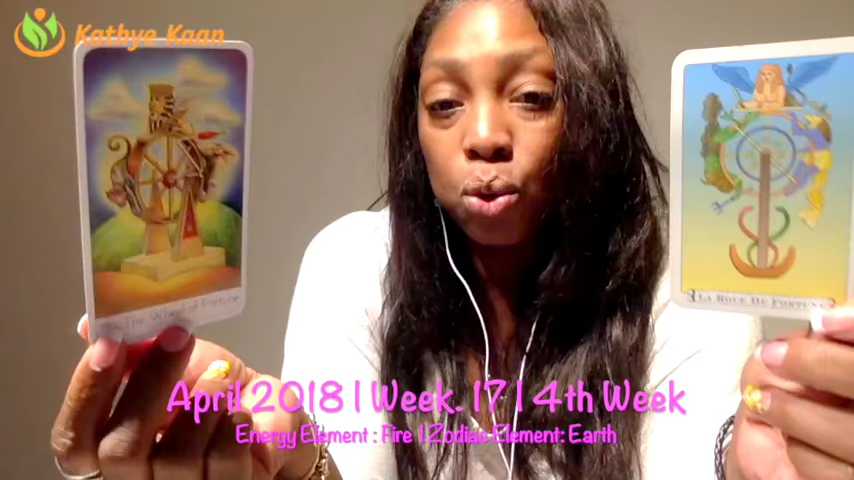 Kathye Kaan
The Wheel of Fortune
LA ROUE DE FORTUNE
April 2018 | Week. 17 | 4th Week
Energy Element : Fire | Zodiac Element: Earth